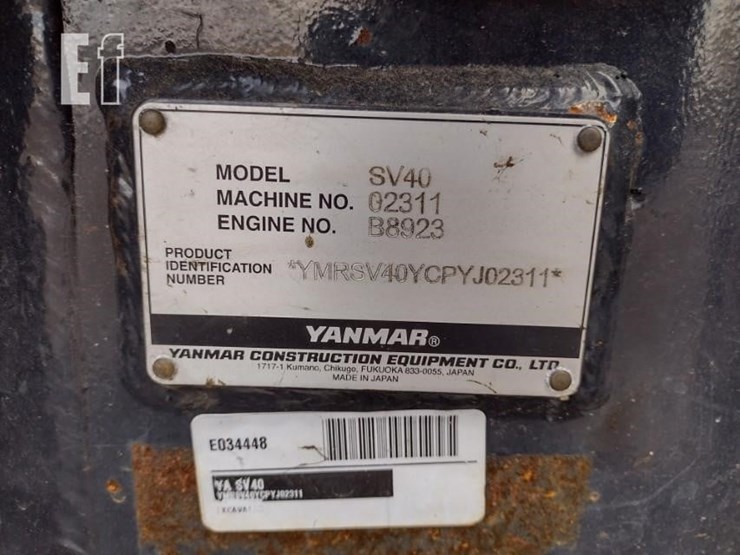 Ef
MODEL SV40
MACHINE NO. 02311
ENGINE NO. B8923
PRODUCT
IDENTIFICATION
NUMBER *YMRSV40YCPYJ02311*
YANMAR®
YANMAR CONSTRUCTION EQUIPMENT CO., LTD.
1717-1 Kumano, Chikugo, FUKUOKA 833-0055, JAPAN
MADE IN JAPAN
E034448
YA SV40
YMRSV40YCPYJ02311